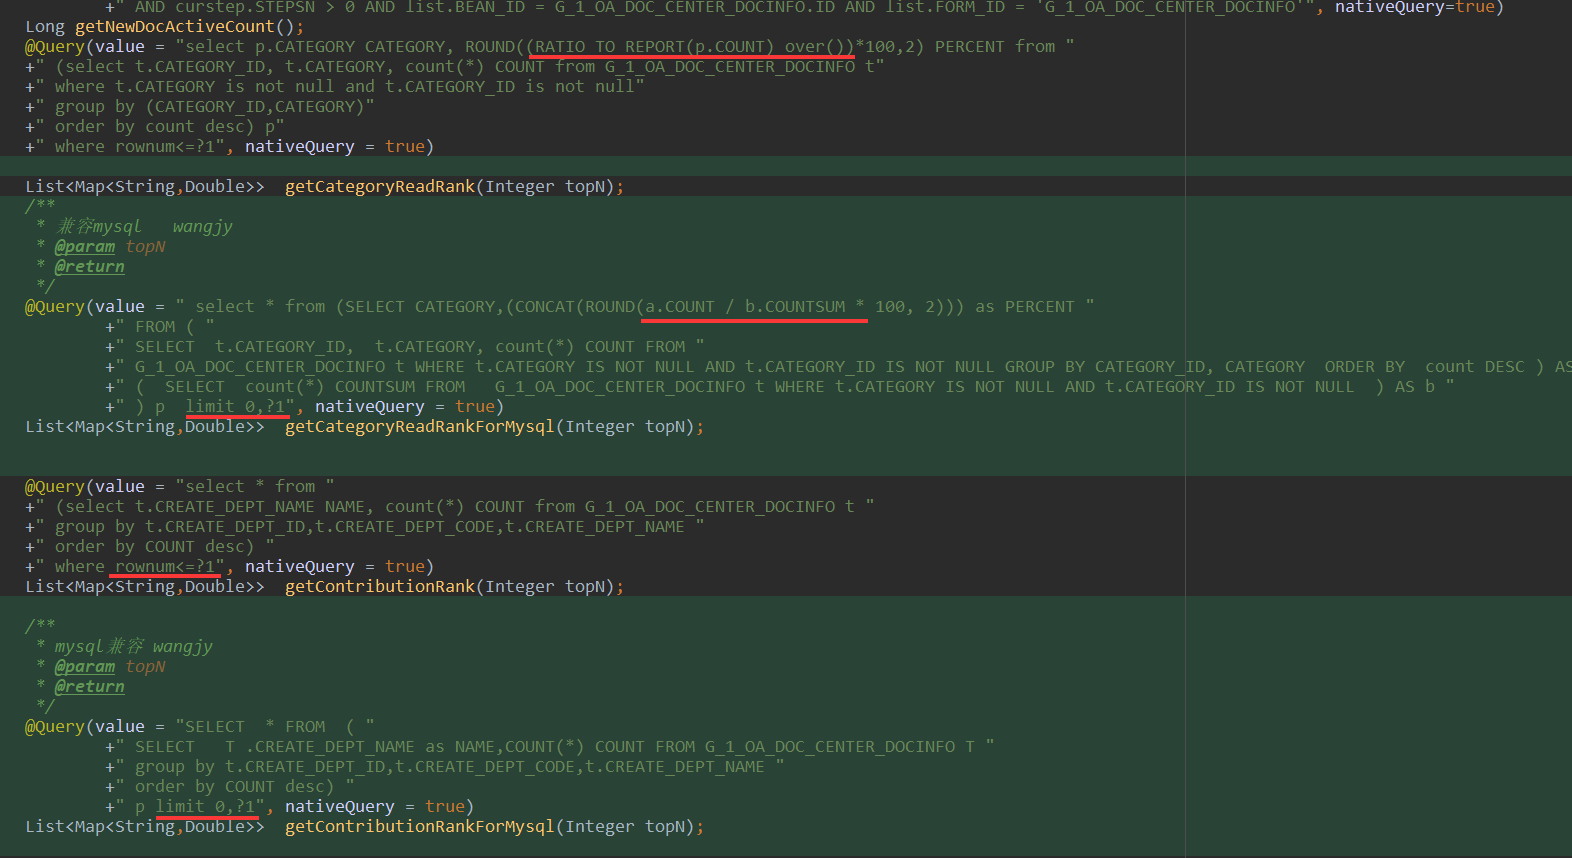 +" AND curstep.STEPSN > 0 AND list.BEAN_ID = G_1_OA_DOC_CENTER_DOCINFO.ID AND list.FORM_ID = 'G_1_OA_DOC_CENTER_DOCINFO'", nativeQuery=true)
Long getNewDocActiveCount();
@Query(value = "select p.CATEGORY CATEGORY, ROUND((RATIO_TO_REPORT(p.COUNT) over())*100,2) PERCENT from "
+" (select t.CATEGORY_ID, t.CATEGORY, count(*) COUNT from G_1_OA_DOC_CENTER_DOCINFO t"
+" where t.CATEGORY is not null and t.CATEGORY_ID is not null"
+" group by (CATEGORY_ID,CATEGORY)"
+" order by count desc) p"
+" where rownum<=?1", nativeQuery = true)
List<Map<String,Double>>  getCategoryReadRank(Integer topN);
/**
* 兼容mysql   wangjy
* @param topN
* @return
*/
@Query(value = " select * from (SELECT CATEGORY,(CONCAT(ROUND(a.COUNT / b.COUNTSUM * 100, 2))) as PERCENT "
+" FROM ( "
+" SELECT  t.CATEGORY_ID,  t.CATEGORY, count(*) COUNT FROM "
+" G_1_OA_DOC_CENTER_DOCINFO t WHERE t.CATEGORY IS NOT NULL AND t.CATEGORY_ID IS NOT NULL GROUP BY CATEGORY_ID, CATEGORY  ORDER BY  count DESC ) AS
+" (  SELECT  count(*) COUNTSUM FROM   G_1_OA_DOC_CENTER_DOCINFO t WHERE t.CATEGORY IS NOT NULL AND t.CATEGORY_ID IS NOT NULL  ) AS b "
+" ) p  limit 0,?1", nativeQuery = true)
List<Map<String,Double>>  getCategoryReadRankForMysql(Integer topN);
@Query(value = "select * from "
+" (select t.CREATE_DEPT_NAME NAME, count(*) COUNT from G_1_OA_DOC_CENTER_DOCINFO t "
+" group by t.CREATE_DEPT_ID,t.CREATE_DEPT_CODE,t.CREATE_DEPT_NAME "
+" order by COUNT desc) "
+" where rownum<=?1", nativeQuery = true)
List<Map<String,Double>>  getContributionRank(Integer topN);
/**
* mysql兼容 wangjy
* @param topN
* @return
*/
@Query(value = "SELECT  * FROM  ( "
+" SELECT   T .CREATE_DEPT_NAME as NAME,COUNT(*) COUNT FROM G_1_OA_DOC_CENTER_DOCINFO T "
+" group by t.CREATE_DEPT_ID,t.CREATE_DEPT_CODE,t.CREATE_DEPT_NAME "
+" order by COUNT desc) "
+" p limit 0,?1", nativeQuery = true)
List<Map<String,Double>>  getContributionRankForMysql(Integer topN);